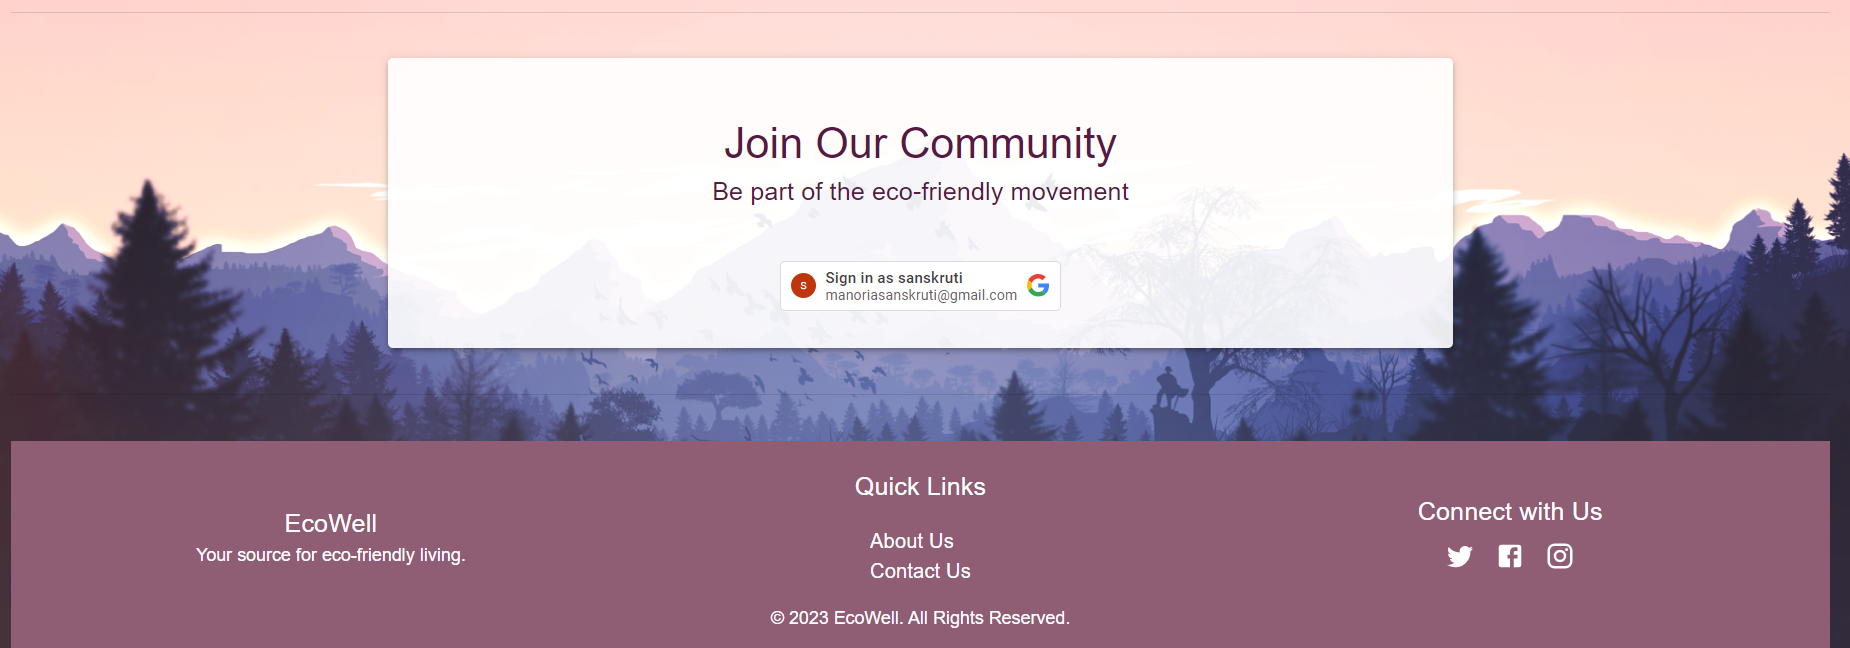 Join Our Community
Be part of the eco-friendly movement
s
Sign in as sanskruti
manoriasanskruti@gmail.com
EcoWell
Your source for eco-friendly living.
Quick Links
About Us
Contact Us
Connect with Us
© 2023 EcoWell. All Rights Reserved.